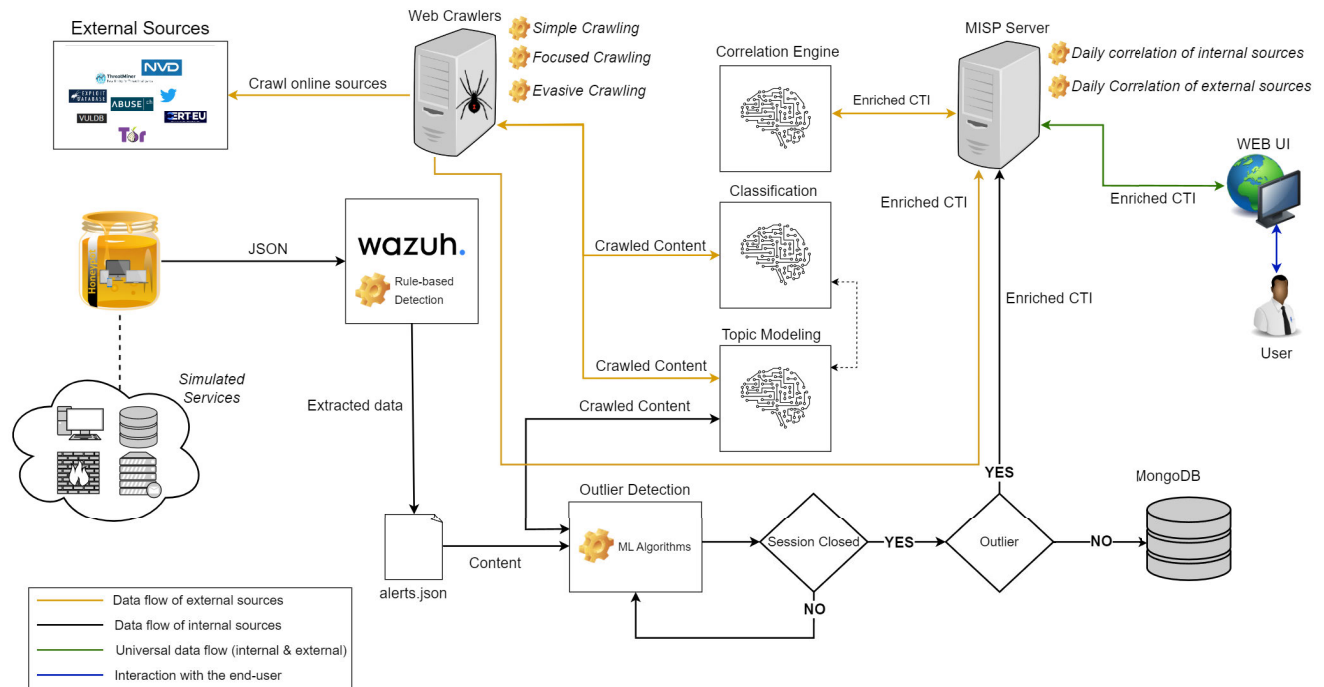 External Sources
NVD
ThreatMiner
EXPLOIT
DATABASE
ABUSE
VULDB
CERT EU
Tor
Crawl online sources
Web Crawlers
Simple Crawling
Focused Crawling
Evasive Crawling
Correlation Engine
Enriched CTI
MISP Server
Daily correlation of internal sources
Daily Correlation of external sources
WEB UI
Enriched CTI
User
Classification
Crawled Content
Enriched CTI
Honeypot
JSON
wazuh.
Rule-based
Detection
Enriched CTI
Topic Modeling
Crawled Content
Crawled Content
Simulated
Services
Extracted data
alerts.json
Content
Outlier Detection
ML Algorithms
Session Closed
NO
YES
Outlier
YES
NO
MongoDB
Data flow of external sources
Data flow of internal sources
Universal data flow (internal & external)
Interaction with the end-user